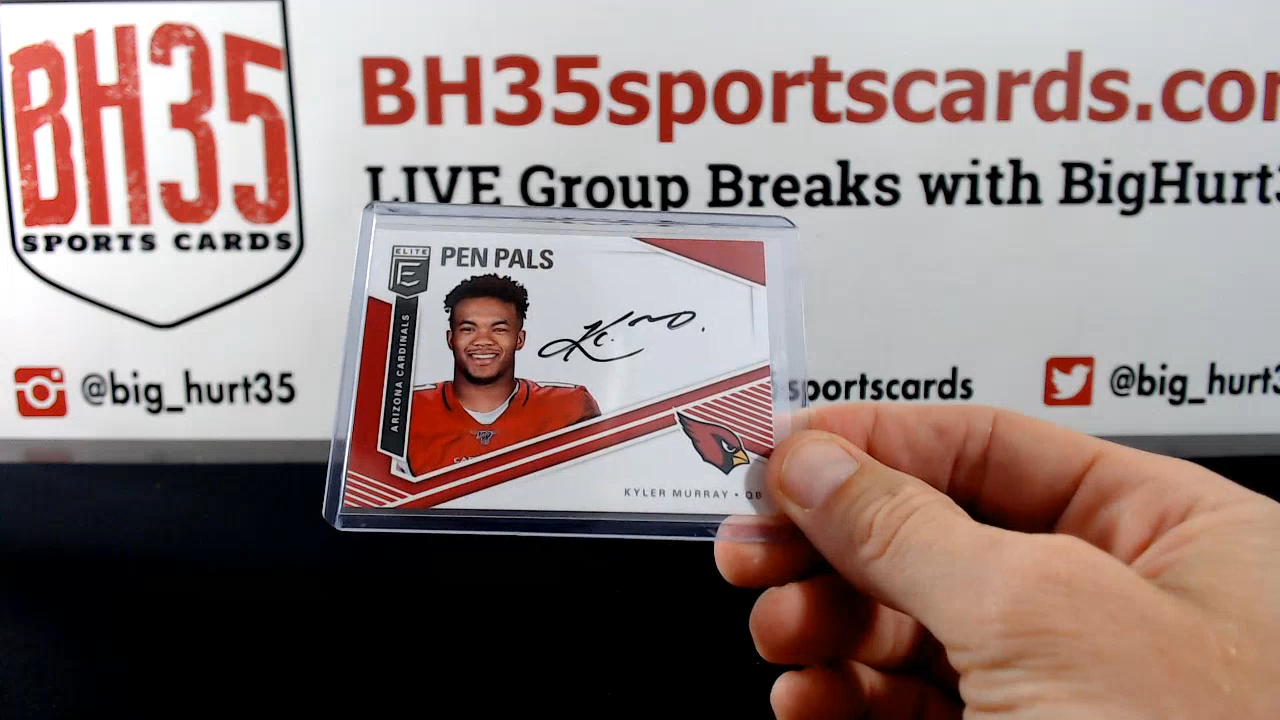 BH35
SPORTS CARDS
BH35sportscards.co
LIVE Group Breaks with BigHurt
@big_hurt35
sportscards
@big_hurt3
ELITE
E
PEN PALS
ARIZONA CARDINALS
KYLER MURRAY • QB